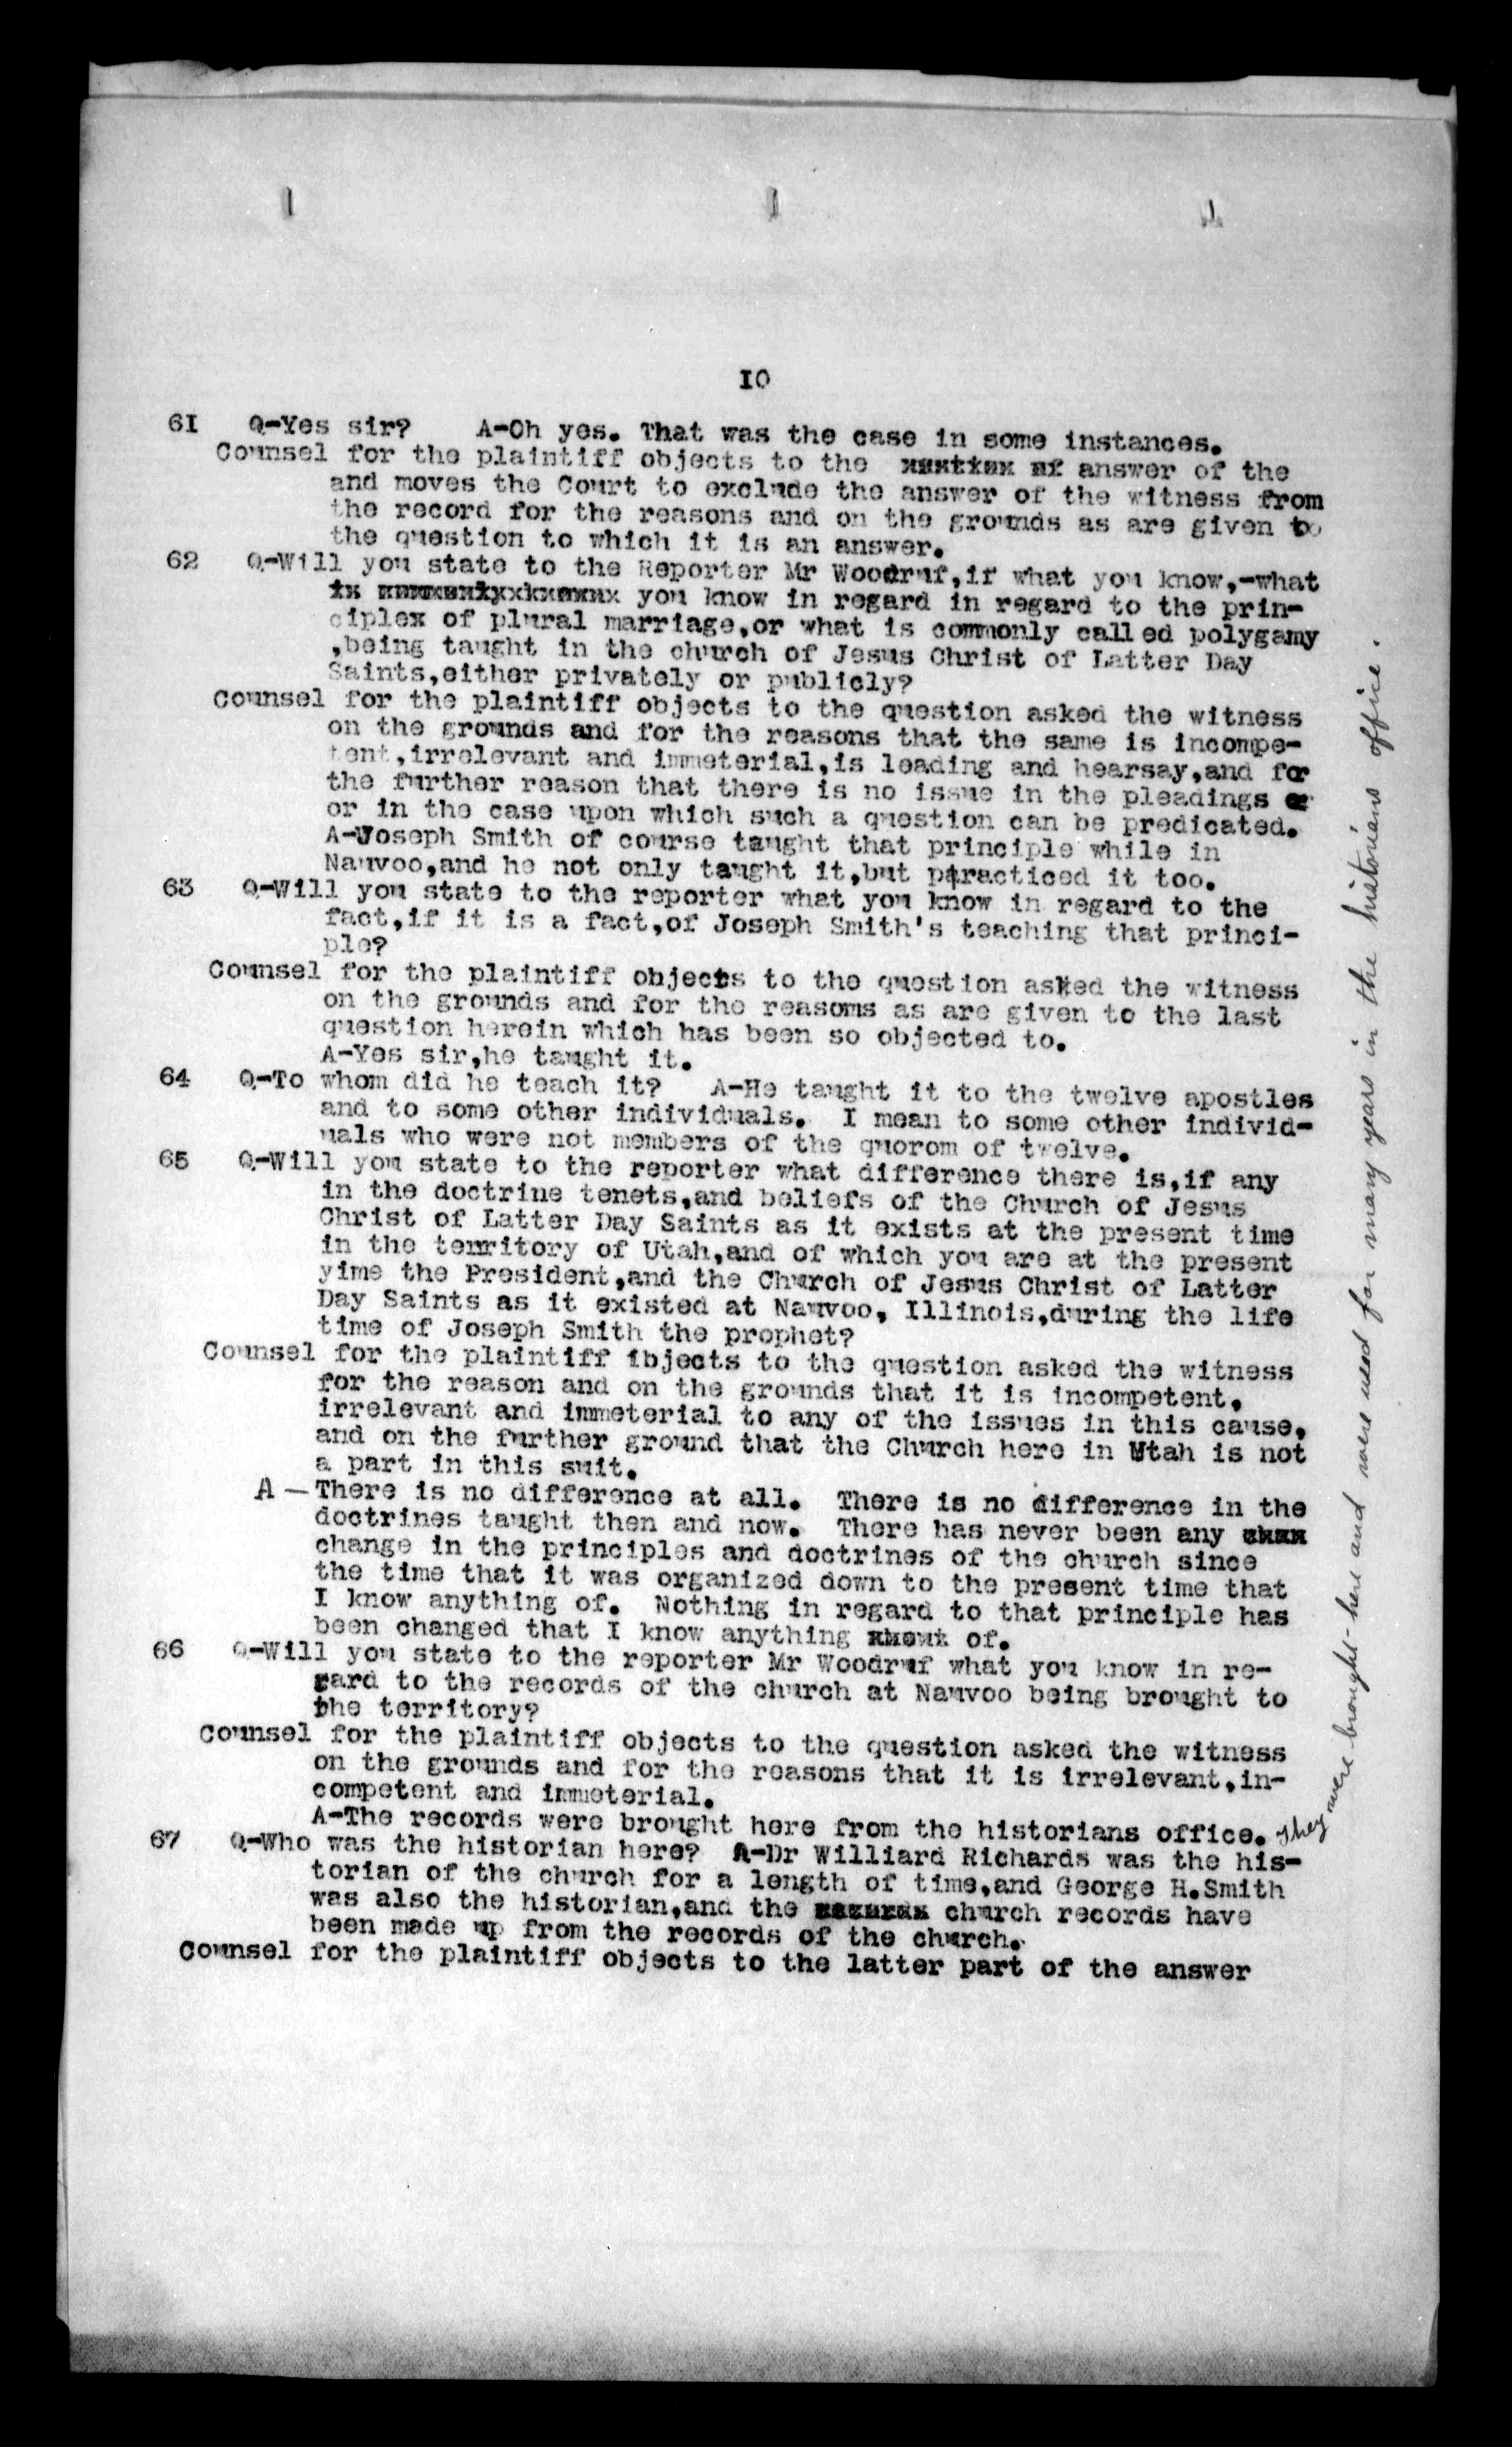 10
61 Q-Yes sir? A-Oh yes. That was the case in some instances.
Counsel for the plaintiff objects to the answer of the
and moves the Court to exclude the answer of the witness from
the record for the reasons and on the grounds as are given to
the question to which it is an answer.
62 Q-Will you state to the Reporter Mr Woodruf,if what you know,-what
you know in regard in regard to the prin-
ciplex of plural marriage,or what is commonly called polygamy
,being taught in the church of Jesus Christ of Latter Day
Saints,either privately or publicly?
Counsel for the plaintiff objects to the question asked the witness
on the grounds and for the reasons that the same is incompe-
tent,irrelevant and immeterial,is leading and hearsay,and for
the further reason that there is no issue in the pleadings or
or in the case upon which such a question can be predicated.
A-Joseph Smith of course taught that principle while in
Nauvoo,and he not only taught it,but practiced it too.
63 Q-Will you state to the reporter what you know in regard to the
fact,if it is a fact,of Joseph Smith's teaching that princi-
ple?
Counsel for the plaintiff objects to the question asked the witness
on the grounds and for the reasoms as are given to the last
question herein which has been so objected to.
A-Yes sir,he taught it.
64 Q-To whom did he teach it? A-He taught it to the twelve apostles
and to some other individuals. I mean to some other individ-
uals who were not members of the quorom of twelve.
65 Q-Will you state to the reporter what difference there is,if any
in the doctrine tenets,and beliefs of the Church of Jesus
Christ of Latter Day Saints as it exists at the present time
in the territory of Utah,and of which you are at the present
yime the President,and the Church of Jesus Christ of Latter
Day Saints as it existed at Nauvoo, Illinois,during the life
time of Joseph Smith the prophet?
Counsel for the plaintiff ibjects to the question asked the witness
for the reason and on the grounds that it is incompetent,
irrelevant and immeterial to any of the issues in this cause,
and on the further ground that the Church here in Utah is not
a part in this suit.
A — There is no difference at all. There is no difference in the
doctrines taught then and now. There has never been any
change in the principles and doctrines of the church since
the time that it was organized down to the present time that
I know anything of. Nothing in regard to that principle has
been changed that I know anything of.
66 Q-Will you state to the reporter Mr Woodruf what you know in re-
gard to the records of the church at Nauvoo being brought to
the territory?
Counsel for the plaintiff objects to the question asked the witness
on the grounds and for the reasons that it is irrelevant,in-
competent and immeterial.
A-The records were brought here from the historians office. They were brought here and were used for many years in the historians office.
67 Q-Who was the historian here? A-Dr Williard Richards was the his-
torian of the church for a length of time,and George H.Smith
was also the historian,and the church records have
been made up from the records of the church.
Counsel for the plaintiff objects to the latter part of the answer